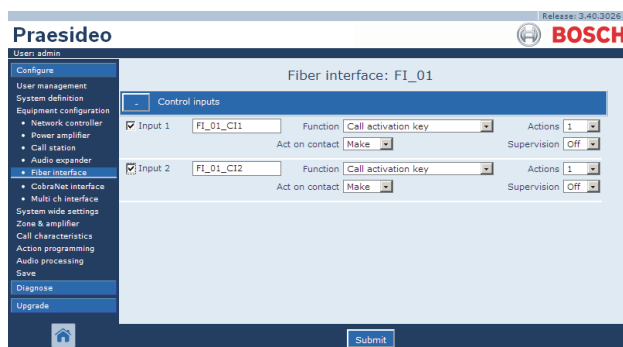 Release: 3.40.3026
Praesideo
BOSCH
User: admin
Configure
User management
System definition
Equipment configuration
• Network controller
• Power amplifier
• Call station
• Audio expander
• Fiber interface
• CobraNet interface
• Multi ch interface
System wide settings
Zone & amplifier
Call characteristics
Action programming
Audio processing
Save
Diagnose
Upgrade
Fiber interface: FI_01
- Control inputs
Input 1 FI_01_CI1 Function Call activation key Actions 1
Act on contact Make Supervision Off
Input 2 FI_01_CI2 Function Call activation key Actions 1
Act on contact Make Supervision Off
Submit